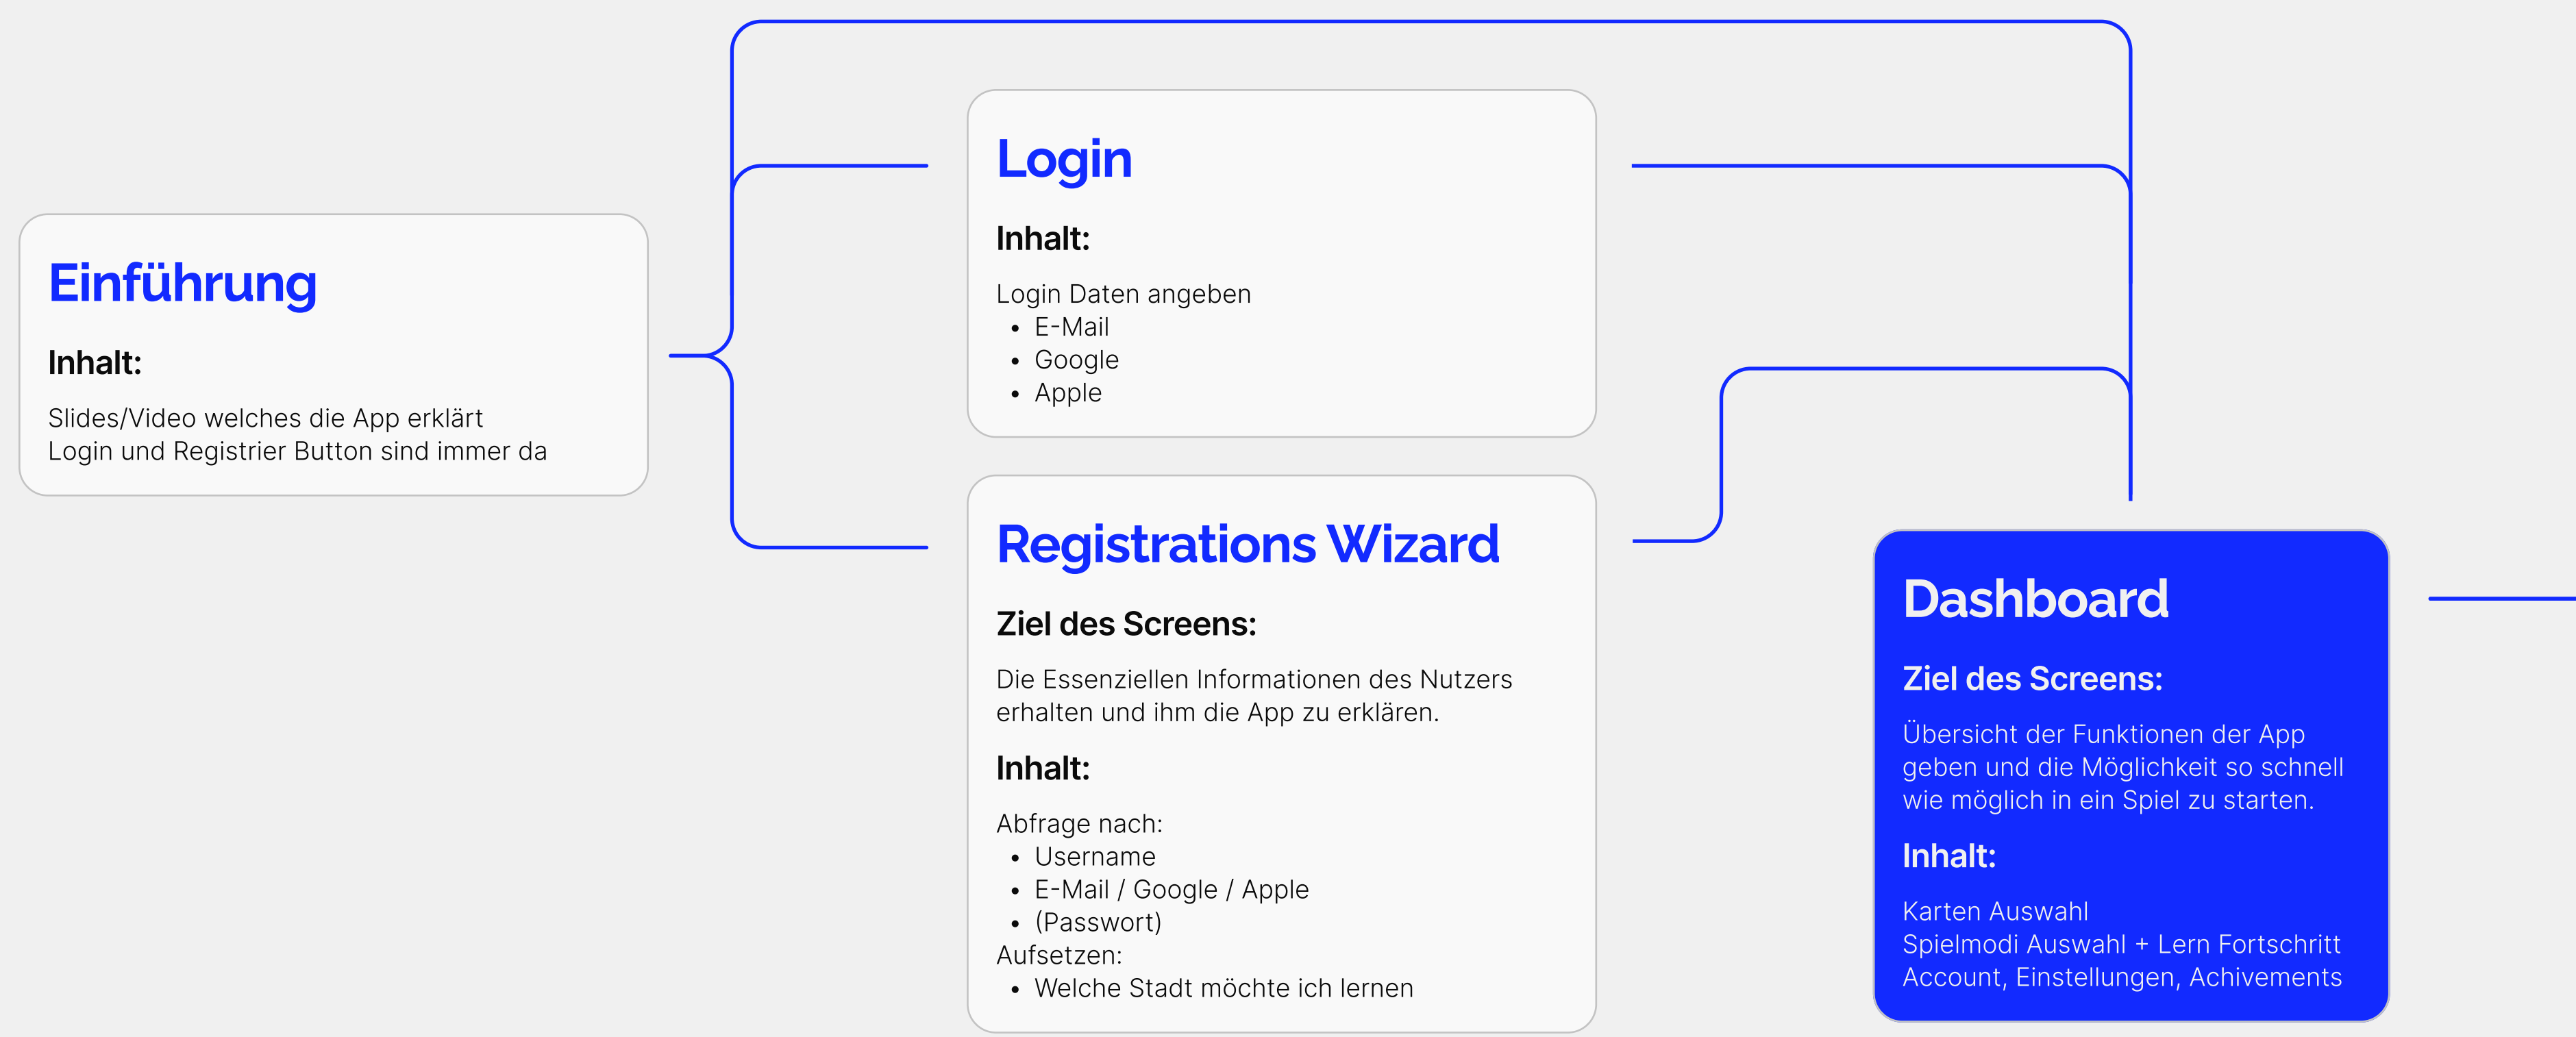 Einführung
Inhalt:
Slides/Video welches die App erklärt
Login und Registrier Button sind immer da
Login
Inhalt:
Login Daten angeben
• E-Mail
• Google
• Apple
Registrations Wizard
Ziel des Screens:
Die Essenziellen Informationen des Nutzers
erhalten und ihm die App zu erklären.
Inhalt:
Abfrage nach:
• Username
• E-Mail / Google / Apple
• (Passwort)
Aufsetzen:
• Welche Stadt möchte ich lernen
Dashboard
Ziel des Screens:
Übersicht der Funktionen der App
geben und die Möglichkeit so schnell
wie möglich in ein Spiel zu starten.
Inhalt:
Karten Auswahl
Spielmodi Auswahl + Lern Fortschritt
Account, Einstellungen, Achivements